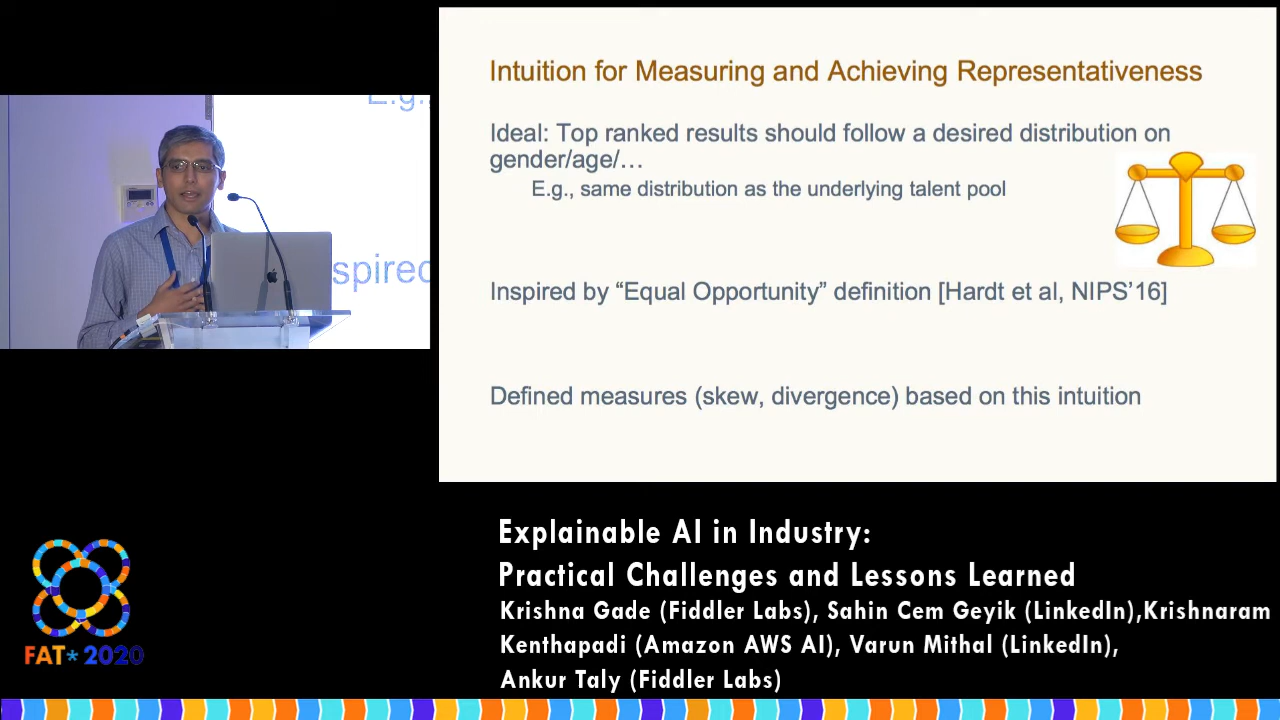 E.g.,
spired
Intuition for Measuring and Achieving Representativeness
Ideal: Top ranked results should follow a desired distribution on
gender/age/…
E.g., same distribution as the underlying talent pool
Inspired by “Equal Opportunity” definition [Hardt et al, NIPS’16]
Defined measures (skew, divergence) based on this intuition
Explainable AI in Industry:
Practical Challenges and Lessons Learned
Krishna Gade (Fiddler Labs), Sahin Cem Geyik (LinkedIn),Krishnaram
Kenthapadi (Amazon AWS AI), Varun Mithal (LinkedIn),
Ankur Taly (Fiddler Labs)
FAT* 2020